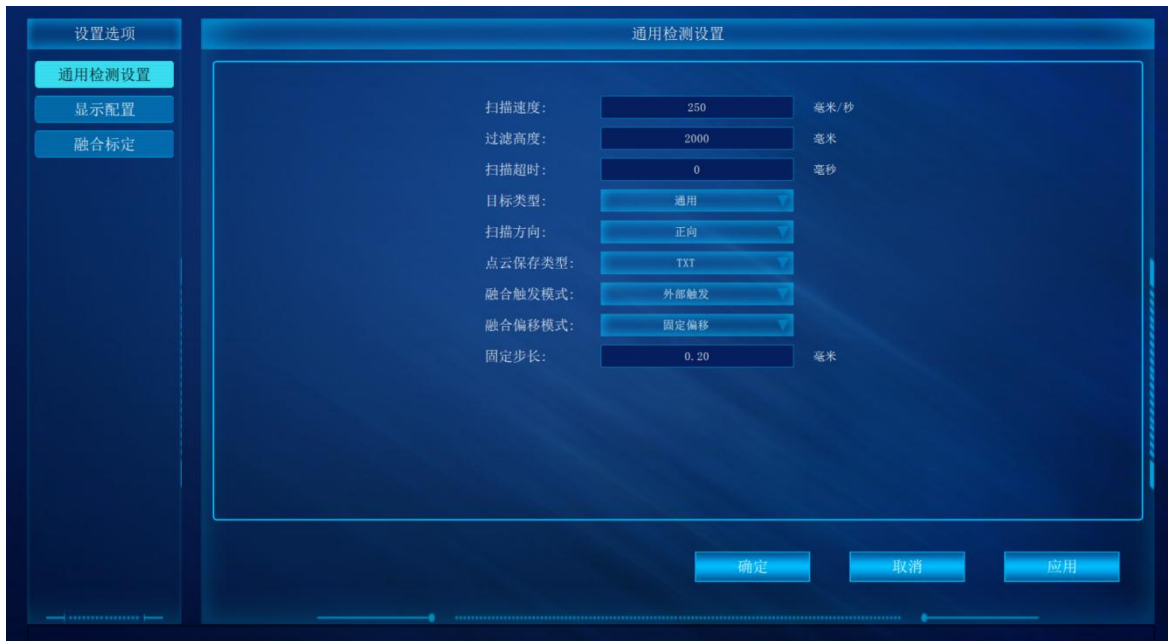 设置选项
通用检测设置
显示配置
融合标定
通用检测设置
扫描速度: 250 毫米/秒
过滤高度: 2000 毫米
扫描超时: 0 毫秒
目标类型: 通用
扫描方向: 正向
点云保存类型: TXT
融合触发模式: 外部触发
融合偏移模式: 固定偏移
固定步长: 0.20 毫米
确定 取消 应用